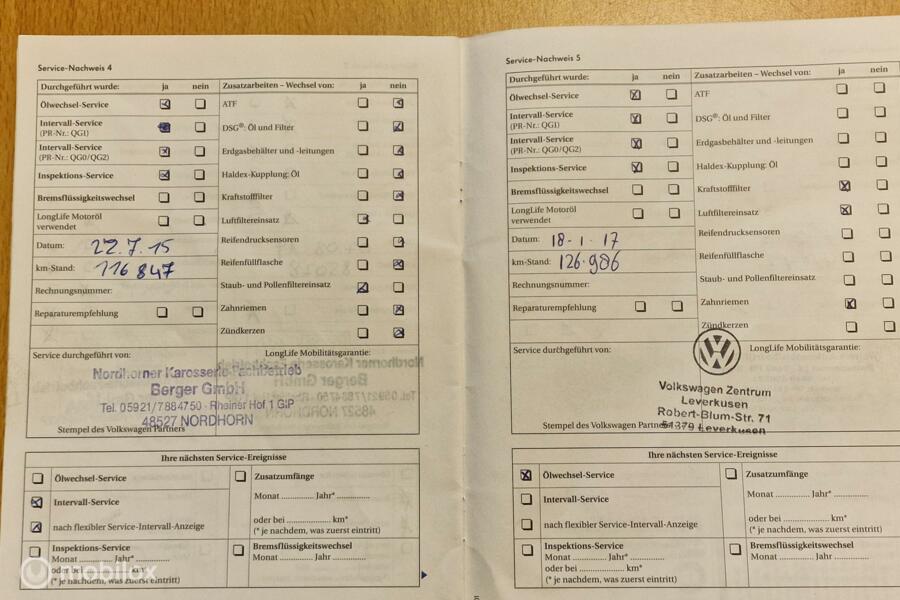 Service-Nachweis 4
Durchgeführt wurde: ja nein Zusatzarbeiten – Wechsel von: ja nein
Ölwechsel-Service ATF
Intervall-Service
(PR-Nr.: QG1) DSG®: Öl und Filter
Intervall-Service
(PR-Nr.: QG0/QG2) Erdgasbehälter und -leitungen
Inspektions-Service Haldex-Kupplung: Öl
Bremsflüssigkeitswechsel Kraftstofffilter
LongLife Motoröl
verwendet Luftfiltereinsatz
Datum: 22.7.15 Reifendrucksensoren
km-Stand: 116847 Reifenfüllflasche
Rechnungsnummer: Staub- und Pollenfiltereinsatz
Reparaturempfehlung Zahnriemen
Zündkerzen
Service durchgeführt von: LongLife Mobilitätsgarantie:
Nordhorner Karosserie-Fachbetrieb
Berger GmbH
Tel. 05921/7884750 · Rheiner Hof 1 GIP
48527 NORDHORN
Stempel des Volkswagen Partners
Ihre nächsten Service-Ereignisse
Ölwechsel-Service Zusatzumfänge
Intervall-Service Monat ............ Jahr* ............
nach flexibler Service-Intervall-Anzeige oder bei ............ km*
(* je nachdem, was zuerst eintritt)
Inspektions-Service Bremsflüssigkeitswechsel
Monat ............ Jahr* ............ Monat ............ Jahr ............
oder bei ............ km*
(* je nachdem, was zuerst eintritt)
mobilox
Service-Nachweis 5
Durchgeführt wurde: ja nein Zusatzarbeiten – Wechsel von: ja nein
Ölwechsel-Service ATF
Intervall-Service
(PR-Nr.: QG1) DSG®: Öl und Filter
Intervall-Service
(PR-Nr.: QG0/QG2) Erdgasbehälter und -leitungen
Inspektions-Service Haldex-Kupplung: Öl
Bremsflüssigkeitswechsel Kraftstofffilter
LongLife Motoröl
verwendet Luftfiltereinsatz
Datum: 18-1-17 Reifendrucksensoren
km-Stand: 126.986 Reifenfüllflasche
Rechnungsnummer: Staub- und Pollenfiltereinsatz
Reparaturempfehlung Zahnriemen
Zündkerzen
Service durchgeführt von: LongLife Mobilitätsgarantie:
Volkswagen Zentrum
Leverkusen
Robert-Blum-Str. 71
51379 Leverkusen
Stempel des Volkswagen Partners
Ihre nächsten Service-Ereignisse
Ölwechsel-Service Zusatzumfänge
Intervall-Service Monat ............ Jahr* ............
nach flexibler Service-Intervall-Anzeige oder bei ............ km*
(* je nachdem, was zuerst eintritt)
Inspektions-Service Bremsflüssigkeitswechsel
Monat ............ Jahr* ............ Monat ............ Jahr ............
oder bei ............ km*
(* je nachdem, was zuerst eintritt)